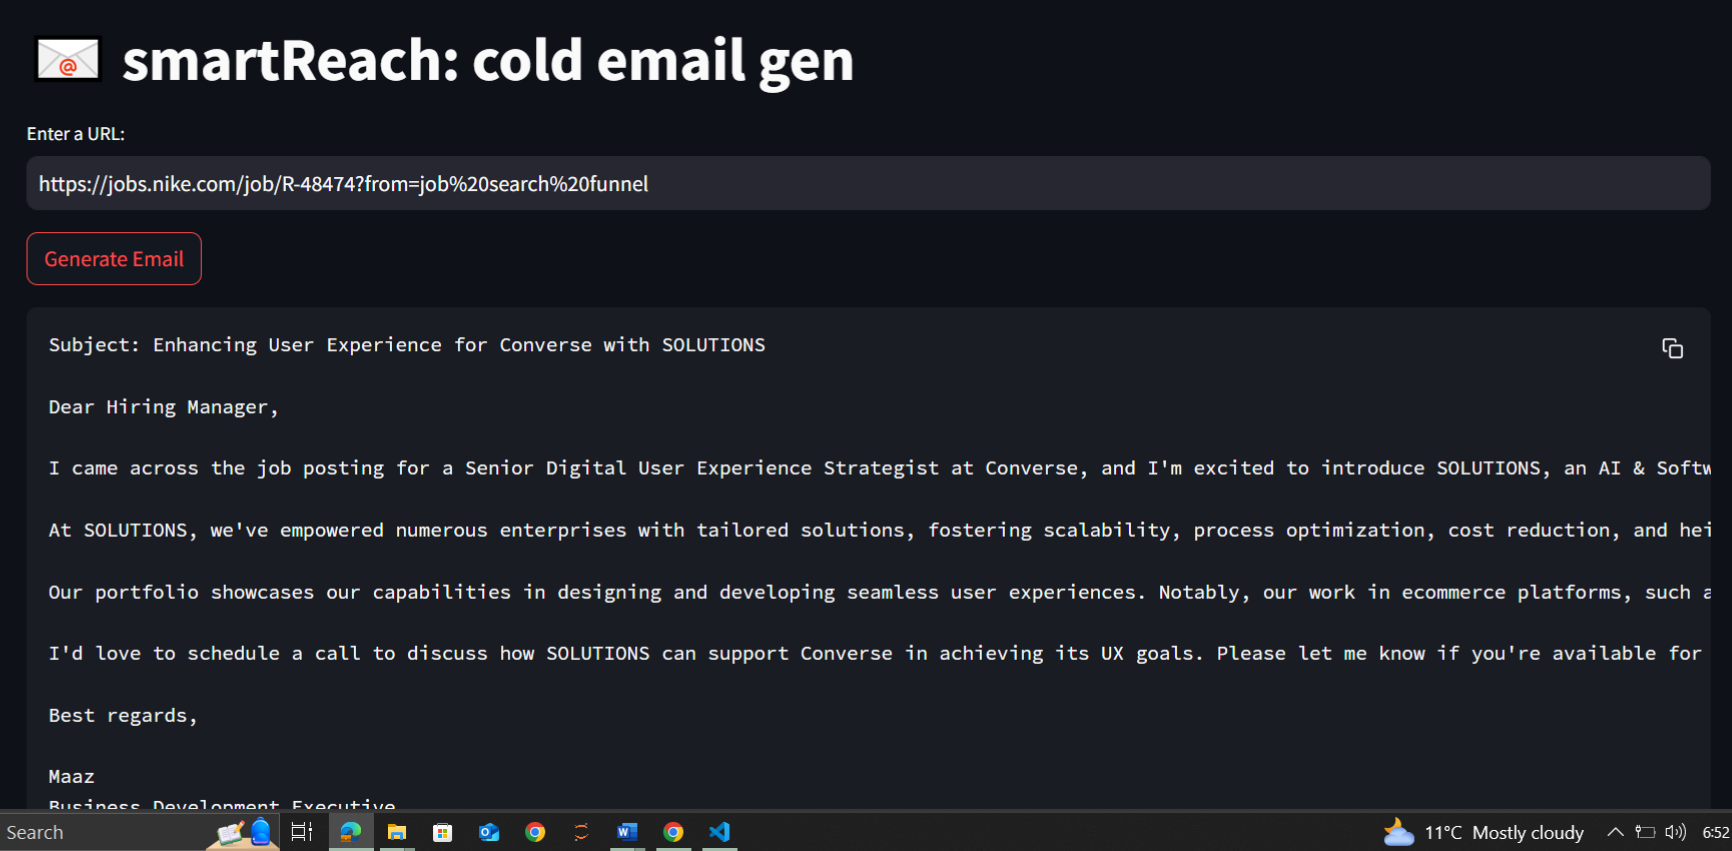 smartReach: cold email gen
Enter a URL:
https://jobs.nike.com/job/R-48474?from=job%20search%20funnel
Generate Email
Subject: Enhancing User Experience for Converse with SOLUTIONS
Dear Hiring Manager,
I came across the job posting for a Senior Digital User Experience Strategist at Converse, and I'm excited to introduce SOLUTIONS, an AI & Softw
At SOLUTIONS, we've empowered numerous enterprises with tailored solutions, fostering scalability, process optimization, cost reduction, and hei
Our portfolio showcases our capabilities in designing and developing seamless user experiences. Notably, our work in ecommerce platforms, such a
I'd love to schedule a call to discuss how SOLUTIONS can support Converse in achieving its UX goals. Please let me know if you're available for
Best regards,
Maaz
Business Development Executive
Search
11°C Mostly cloudy
6:52